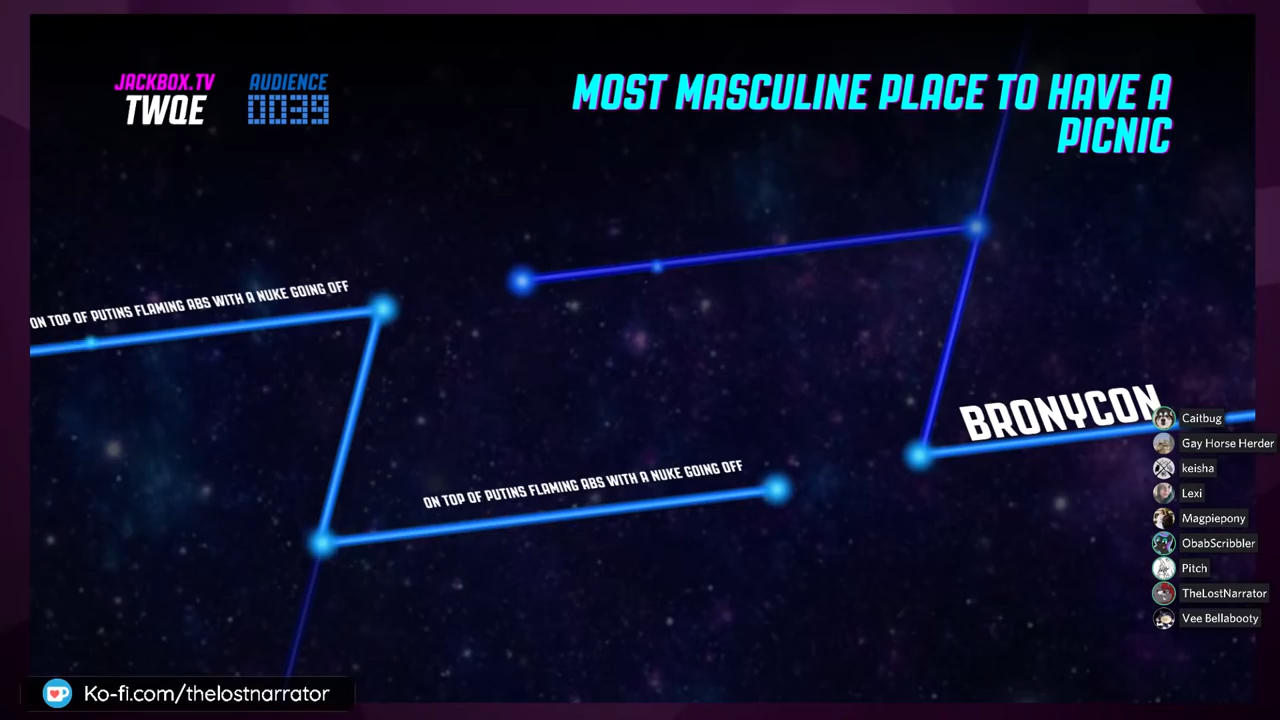 JACKBOX.TV
TWQE
AUDIENCE
0039
MOST MASCULINE PLACE TO HAVE A
PICNIC
ON TOP OF PUTINS FLAMING ABS WITH A NUKE GOING OFF
BRONYCON
ON TOP OF PUTINS FLAMING ABS WITH A NUKE GOING OFF
Caitbug
Gay Horse Herder
keisha
Lexi
Magpiepony
ObabScribbler
Pitch
TheLostNarrator
Vee Bellabooty
Ko-fi.com/thelostnarrator